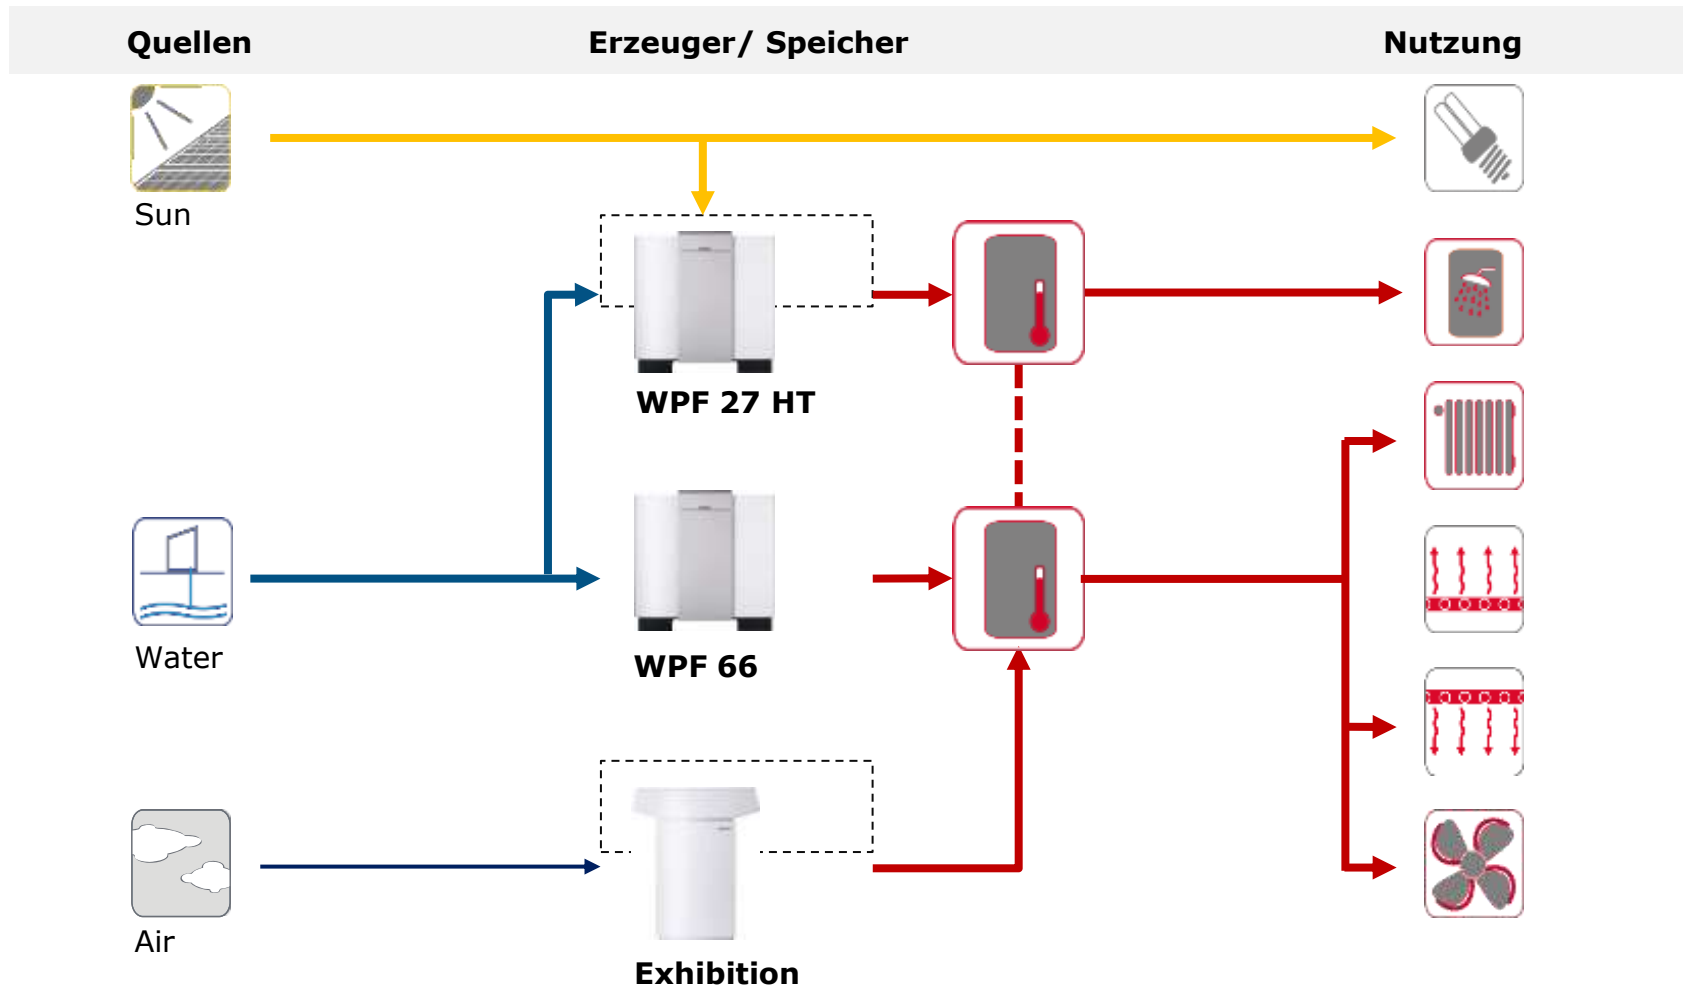 Quellen
Erzeuger/ Speicher
Nutzung
Sun
WPF 27 HT
Water
WPF 66
Air
Exhibition